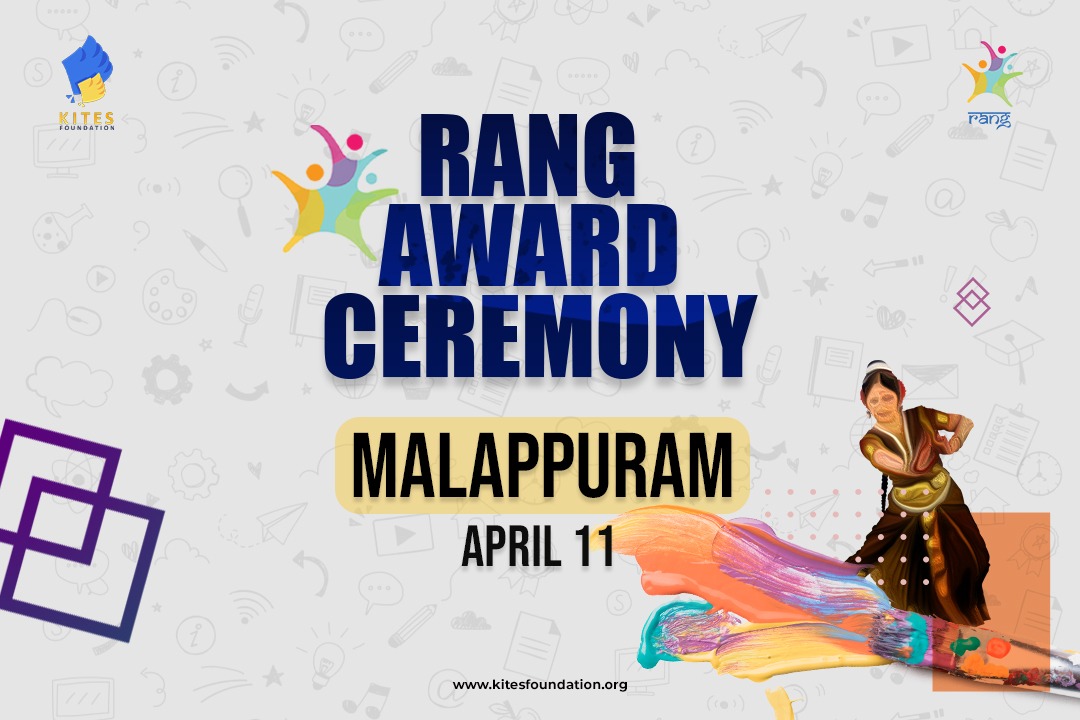 KITES
FOUNDATION
rang
RANG
AWARD
CEREMONY
MALAPPURAM
APRIL 11
www.kitesfoundation.org